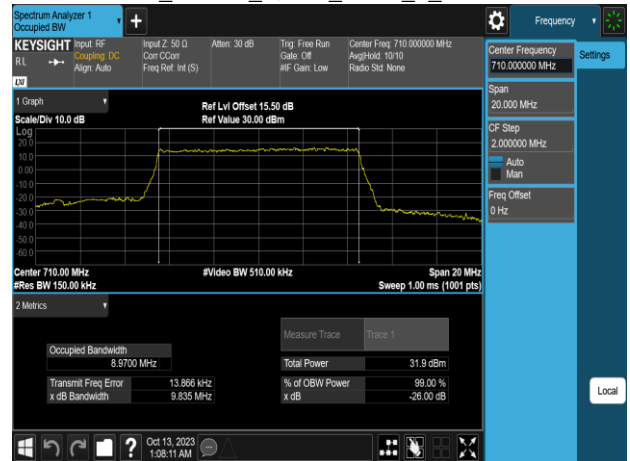 Spectrum Analyzer 1
Occupied BW
Frequency
KEYSIGHT
Input: RF
Coupling: DC
Align: Auto
Input Z: 50 Ω
Corr CCorr
Freq Ref: Int (S)
Atten: 30 dB
Trig: Free Run
Gate: Off
#IF Gain: Low
Center Freq: 710.000000 MHz
Avg|Hold: 10/10
Radio Std: None
RL
LXI
Center Frequency
710.000000 MHz
Settings
Span
20.000 MHz
CF Step
2.000000 MHz
Auto
Man
Freq Offset
0 Hz
Local
1 Graph
Scale/Div 10.0 dB
Ref Lvl Offset 15.50 dB
Ref Value 30.00 dBm
Log
20.0
10.0
0.00
-10.0
-20.0
-30.0
-40.0
-50.0
-60.0
Center 710.00 MHz
#Res BW 150.00 kHz
#Video BW 510.00 kHz
Span 20 MHz
Sweep 1.00 ms (1001 pts)
2 Metrics
Measure Trace
Trace 1
Occupied Bandwidth
8.9700 MHz
Total Power
31.9 dBm
Transmit Freq Error
13.866 kHz
% of OBW Power
99.00 %
x dB Bandwidth
9.835 MHz
x dB
-26.00 dB
Oct 13, 2023
1:08:11 AM